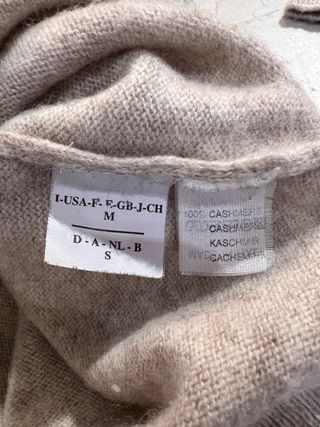 I-USA-F-E-GB-J-CH
M
D - A - NL - B
S
100% CASHMERE
CASHMERE
KASCHMIR
CACHEMIRE